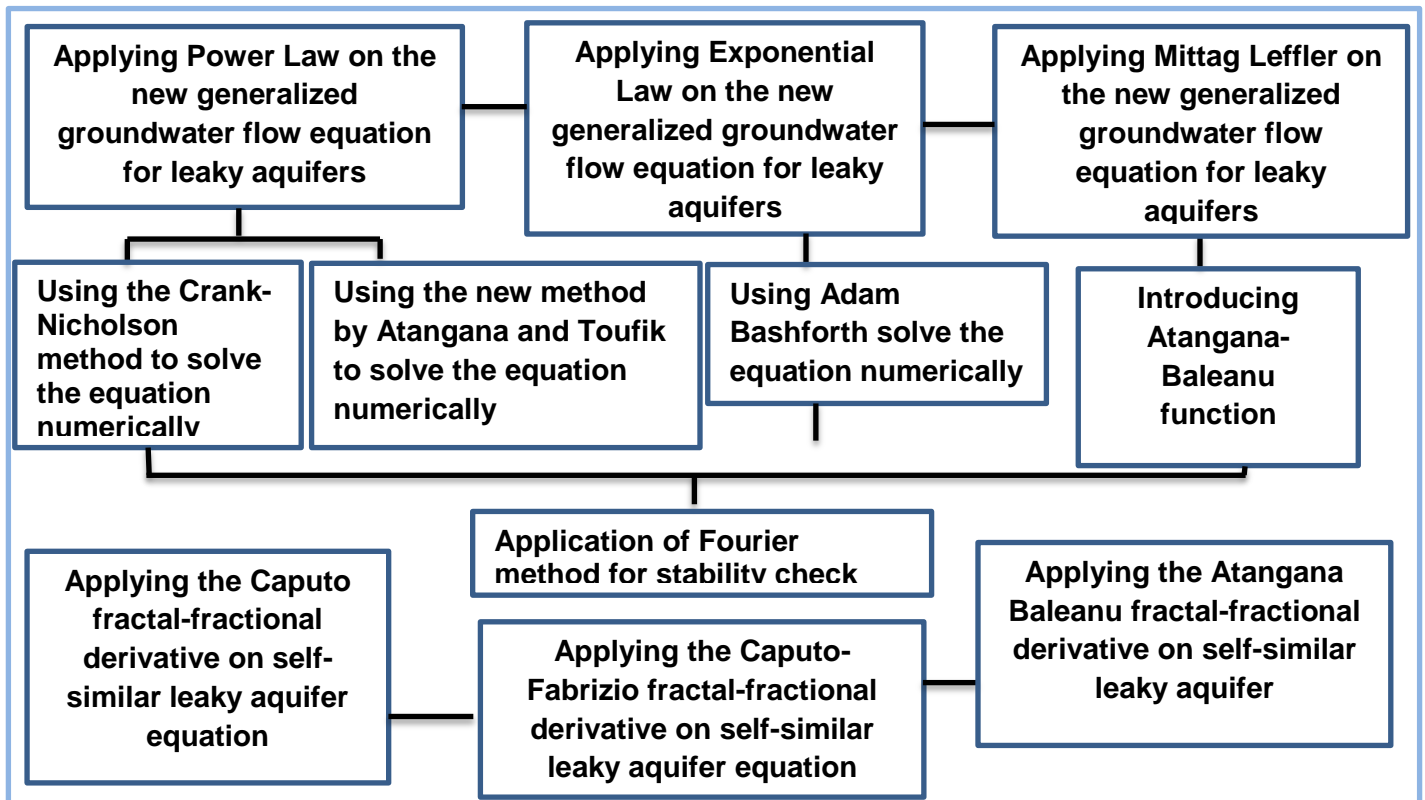 Applying Power Law on the
new generalized
groundwater flow equation
for leaky aquifers
Applying Exponential
Law on the new
generalized groundwater
flow equation for leaky
aquifers
Applying Mittag Leffler on
the new generalized
groundwater flow
equation for leaky
aquifers
Using the Crank-
Nicholson
method to solve
the equation
numerically
Using the new method
by Atangana and Toufik
to solve the equation
numerically
Using Adam
Bashforth solve the
equation numerically
Introducing
Atangana-
Baleanu
function
Application of Fourier
method for stability check
Applying the Caputo
fractal-fractional
derivative on self-
similar leaky aquifer
equation
Applying the Caputo-
Fabrizio fractal-fractional
derivative on self-similar
leaky aquifer equation
Applying the Atangana
Baleanu fractal-fractional
derivative on self-similar
leaky aquifer